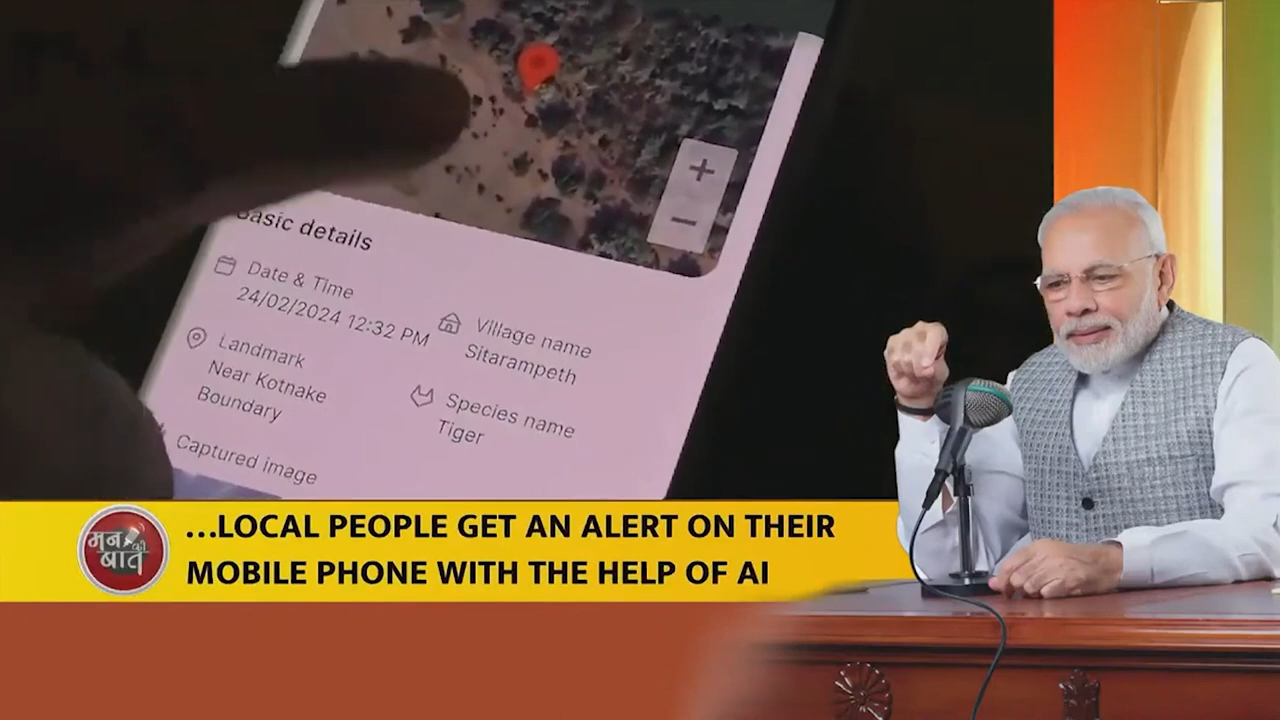 Basic details
Date & Time
24/02/2024 12:32 PM
Village name
Sitarampeth
Landmark
Near Kotnake
Boundary
Species name
Tiger
Captured image
मन की
बात
...LOCAL PEOPLE GET AN ALERT ON THEIR
MOBILE PHONE WITH THE HELP OF AI